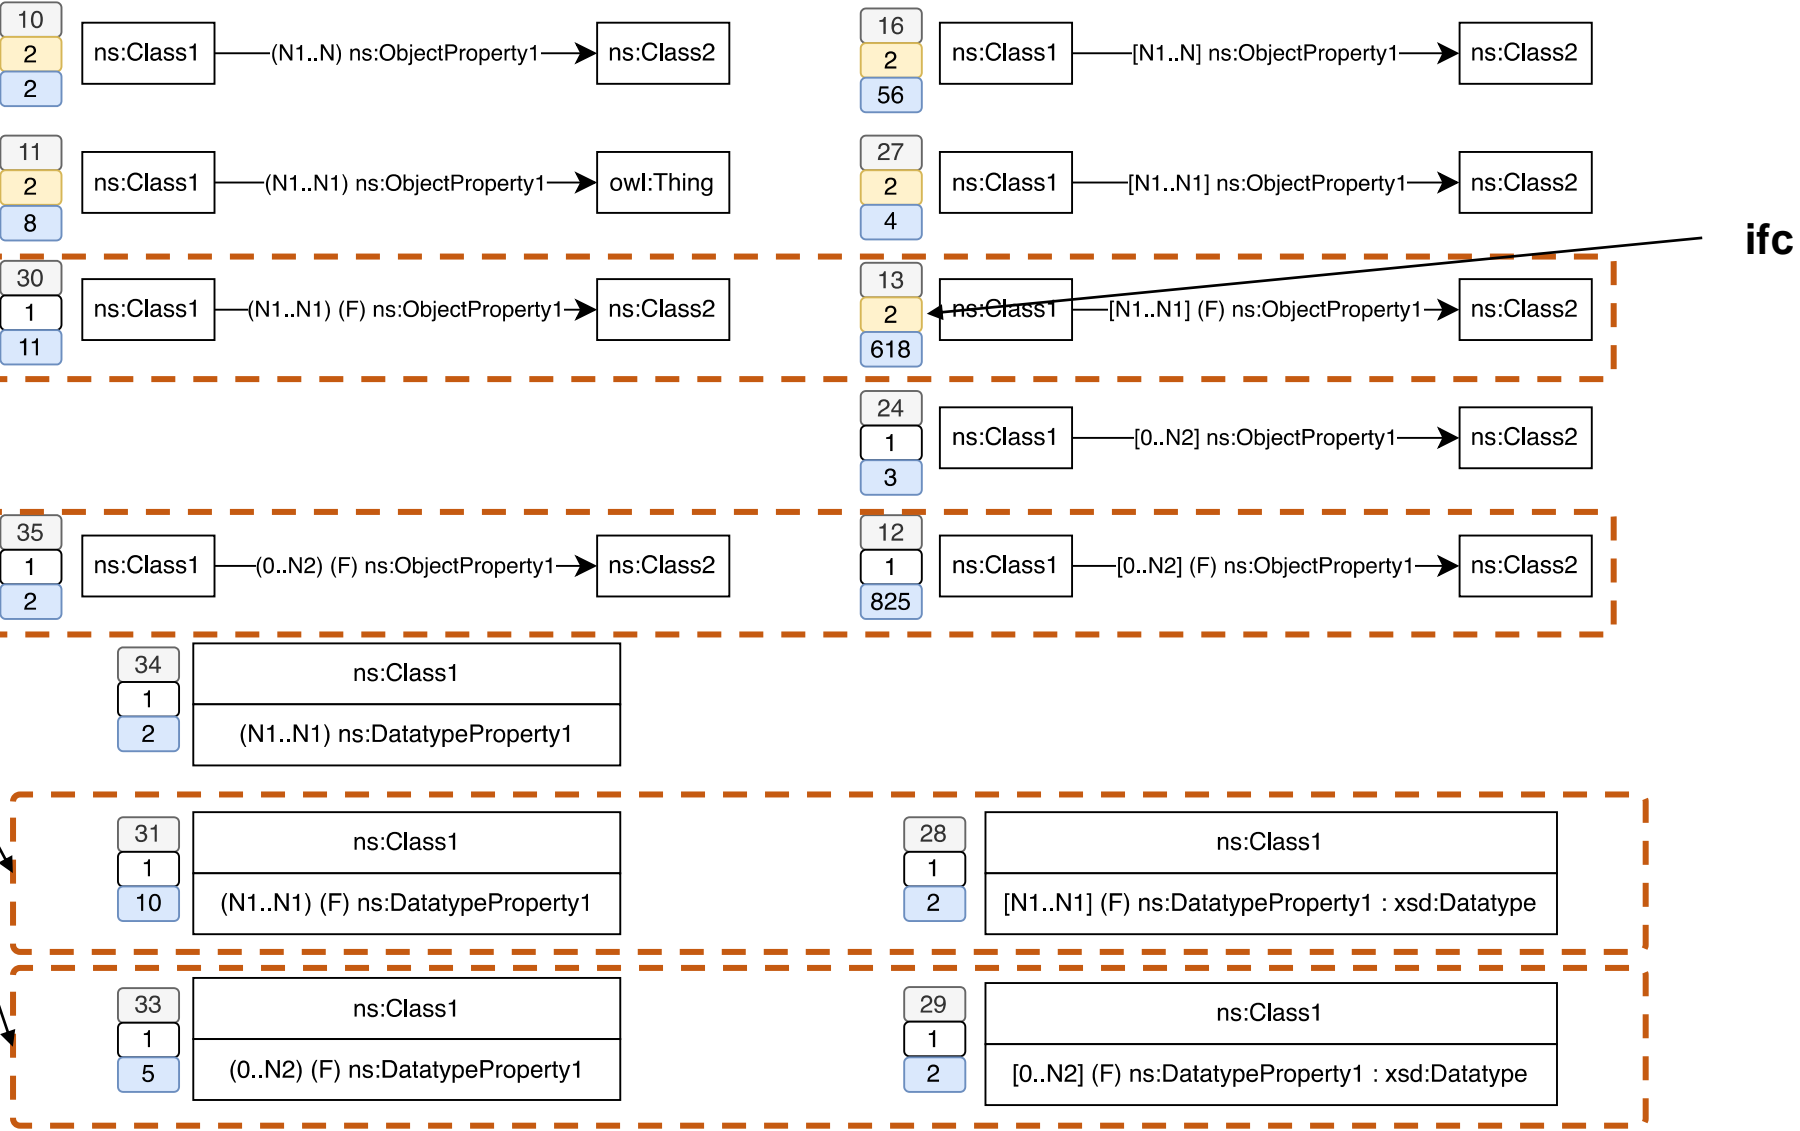 10
2
2
ns:Class1
(N1..N) ns:ObjectProperty1
ns:Class2
16
2
56
ns:Class1
[N1..N] ns:ObjectProperty1
ns:Class2
11
2
8
ns:Class1
(N1..N1) ns:ObjectProperty1
owl:Thing
27
2
4
ns:Class1
[N1..N1] ns:ObjectProperty1
ns:Class2
ifc
30
1
11
ns:Class1
(N1..N1) (F) ns:ObjectProperty1
ns:Class2
13
2
618
ns:Class1
[N1..N1] (F) ns:ObjectProperty1
ns:Class2
24
1
3
ns:Class1
[0..N2] ns:ObjectProperty1
ns:Class2
35
1
2
ns:Class1
(0..N2) (F) ns:ObjectProperty1
ns:Class2
12
1
825
ns:Class1
[0..N2] (F) ns:ObjectProperty1
ns:Class2
34
1
2
ns:Class1
(N1..N1) ns:DatatypeProperty1
31
1
10
ns:Class1
(N1..N1) (F) ns:DatatypeProperty1
28
1
2
ns:Class1
[N1..N1] (F) ns:DatatypeProperty1 : xsd:Datatype
33
1
5
ns:Class1
(0..N2) (F) ns:DatatypeProperty1
29
1
2
ns:Class1
[0..N2] (F) ns:DatatypeProperty1 : xsd:Datatype